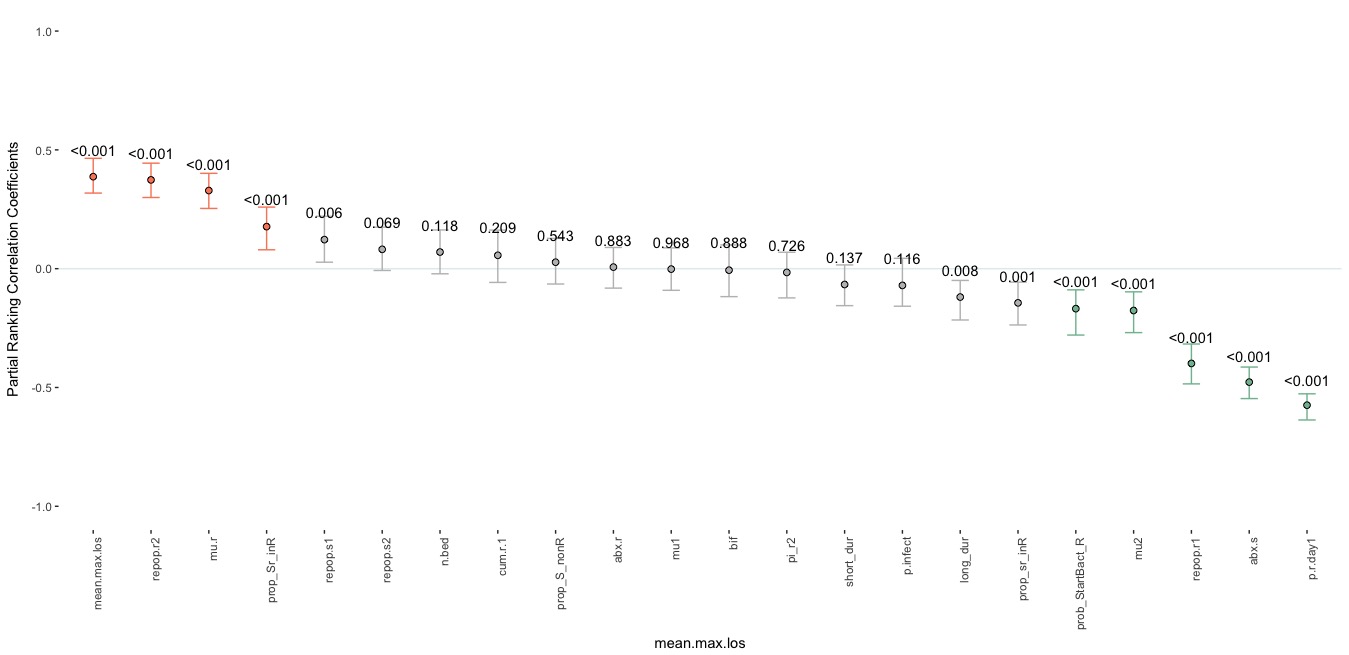 1.0
0.5
0.0
-0.5
-1.0
Partial Ranking Correlation Coefficients
<0.001
<0.001
<0.001
<0.001
0.006
0.069
0.118
0.209
0.543
0.883
0.968
0.888
0.726
0.137
0.116
0.008
0.001
<0.001
<0.001
<0.001
<0.001
<0.001
mean.max.los
repop.r2
mu.r
prop_Sr_inR
repop.s1
repop.s2
n.bed
cum.r.1
prop_S_nonR
abx.r
mu1
bif
pi_r2
short_dur
p.infect
long_dur
prop_sr_inR
prob_StartBact_R
mu2
repop.r1
abx.s
p.r.day1
mean.max.los